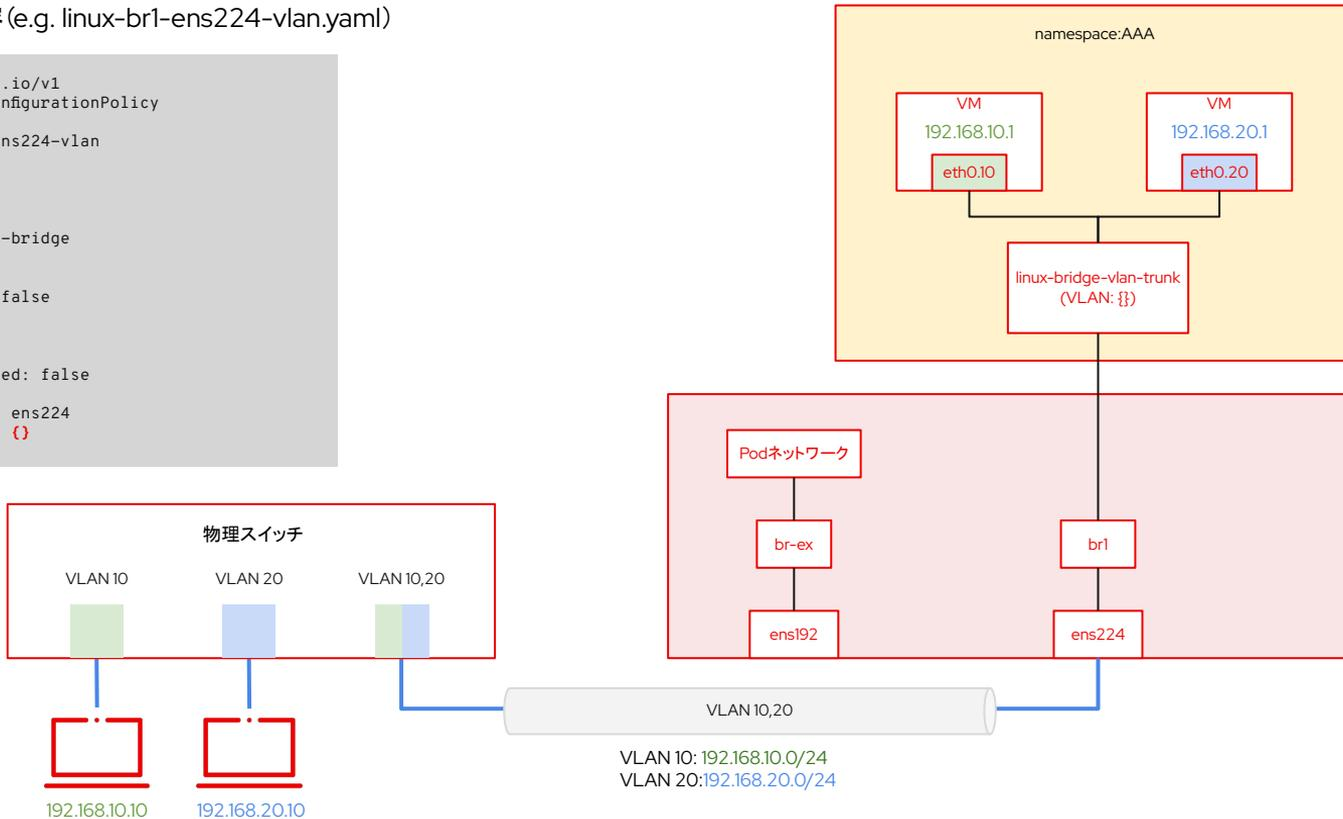 (e.g. linux-br1-ens224-vlan.yaml)
.io/v1
nfigurationPolicy
ns224-vlan
-bridge
false
ed: false
ens224
{}
namespace:AAA
VM
192.168.10.1
eth0.10
VM
192.168.20.1
eth0.20
linux-bridge-vlan-trunk
(VLAN: {})
Podネットワーク
br-ex
ens192
br1
ens224
物理スイッチ
VLAN 10
VLAN 20
VLAN 10,20
VLAN 10,20
VLAN 10: 192.168.10.0/24
VLAN 20:192.168.20.0/24
192.168.10.10
192.168.20.10